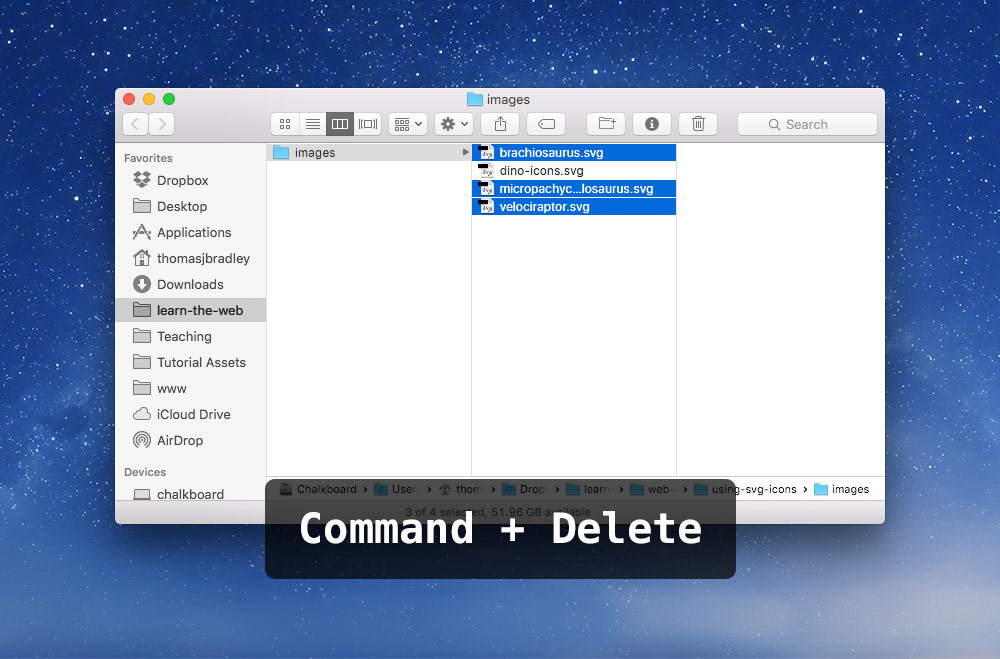 images
Search
Favorites
Dropbox
Desktop
Applications
thomasjbradley
Downloads
learn-the-web
Teaching
Tutorial Assets
www
iCloud Drive
AirDrop
Devices
chalkboard
images
brachiosaurus.svg
dino-icons.svg
micropachyc...losaurus.svg
velociraptor.svg
Chalkboard › User › thom › Drop › learn › web- › using-svg-icons › images
3 of 4 selected, 51.96 GB available
Command + Delete